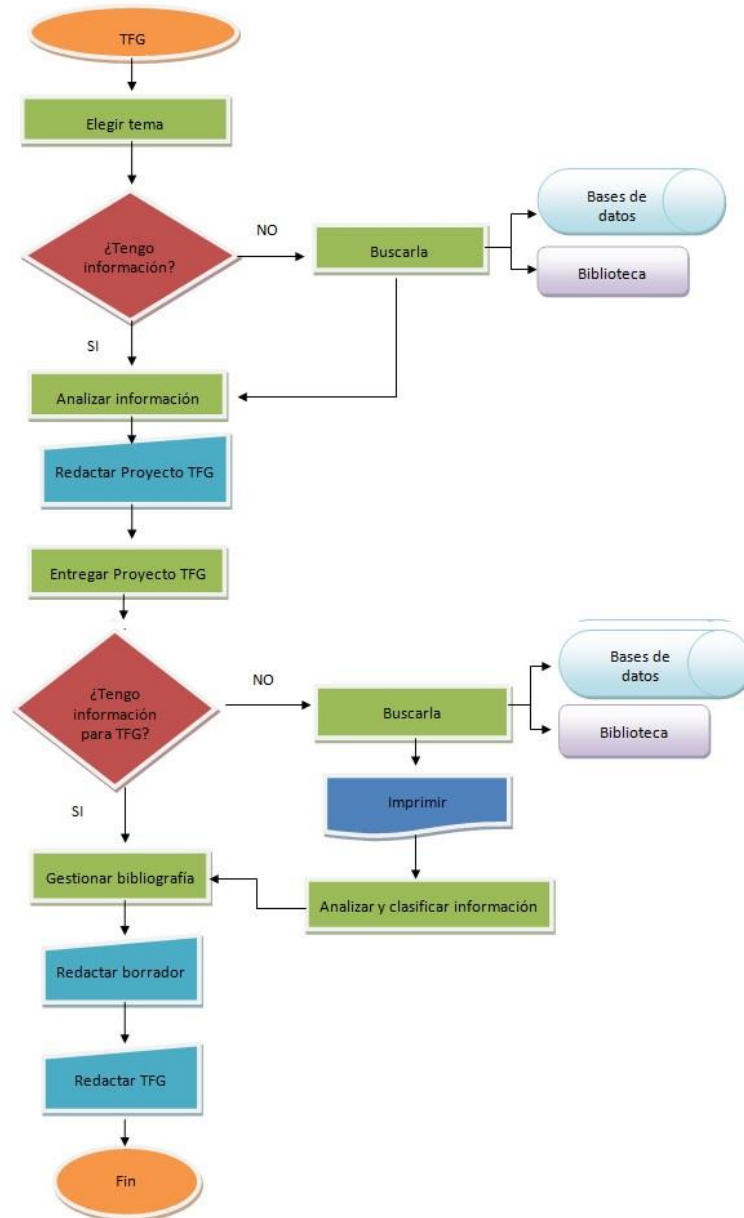 TFG
Elegir tema
¿Tengo
información?
NO
Buscarla
Bases de
datos
Biblioteca
SI
Analizar información
Redactar Proyecto TFG
Entregar Proyecto TFG
¿Tengo
información
para TFG?
NO
Buscarla
Bases de
datos
Biblioteca
SI
Imprimir
Gestionar bibliografía
Analizar y clasificar información
Redactar borrador
Redactar TFG
Fin